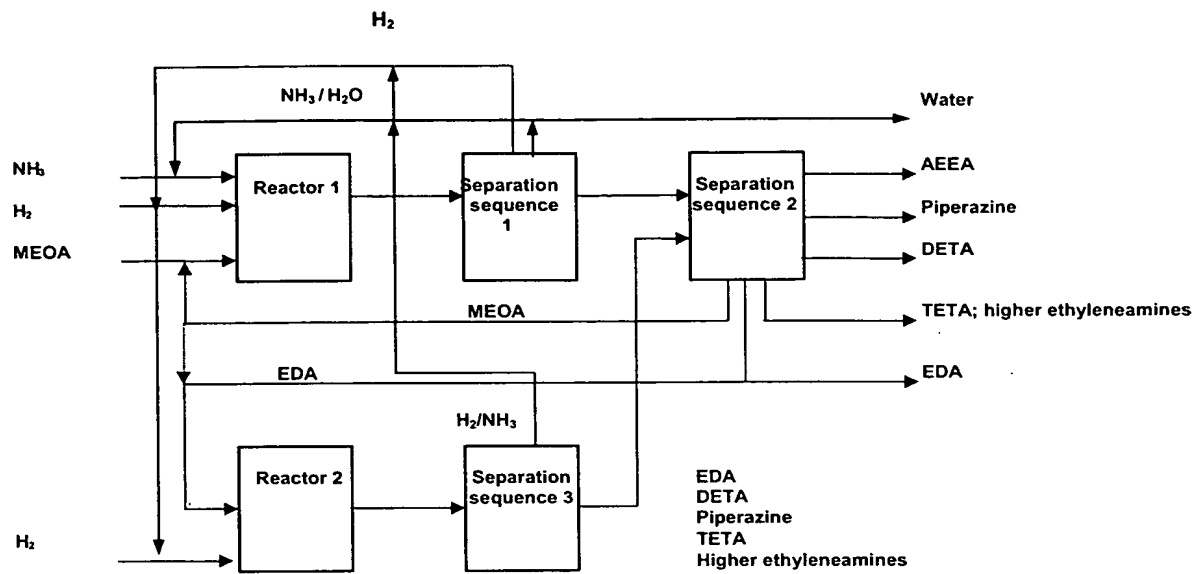 H₂
NH₃ / H₂O
Water
NH₃
H₂
MEOA
Reactor 1
Separation
sequence
1
Separation
sequence 2
AEEA
Piperazine
DETA
MEOA
TETA; higher ethyleneamines
EDA
EDA
H₂/NH₃
Reactor 2
Separation
sequence 3
EDA
DETA
Piperazine
TETA
Higher ethyleneamines
H₂